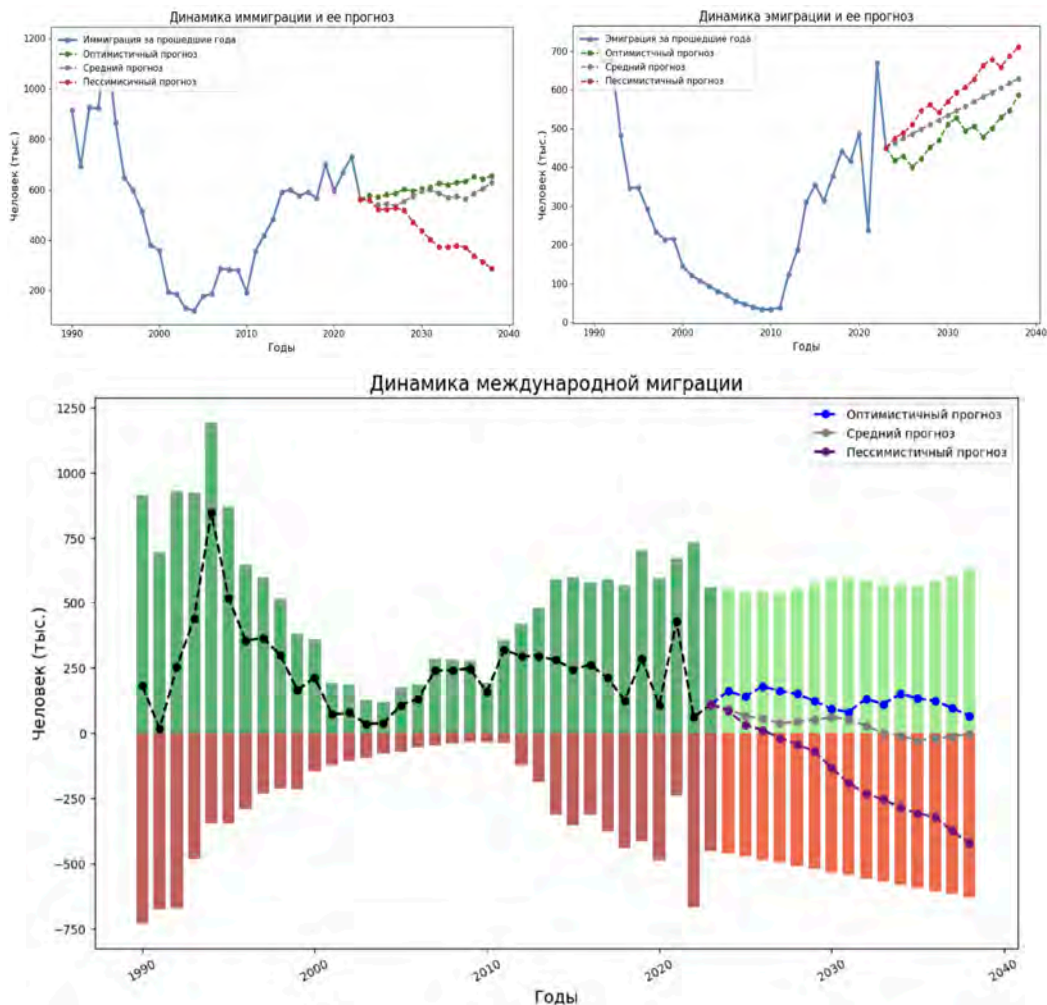 Динамика иммиграции и ее прогноз
Иммиграция за прошедшие года
Оптимистичный прогноз
Средний прогноз
Пессимисичный прогноз
Человек (тыс.)
1200
1000
800
600
400
200
1990
2000
2010
2020
2030
2040
Годы
Динамика эмиграции и ее прогноз
Эмиграция за прошедшие года
Оптимистчный прогноз
Средний прогноз
Пессимистичный прогноз
Человек (тыс.)
700
600
500
400
300
200
100
0
1990
2000
2010
2020
2030
2040
Годы
Динамика международной миграции
Оптимистичный прогноз
Средний прогноз
Пессимистичный прогноз
Человек (тыс.)
1250
1000
750
500
250
0
−250
−500
−750
1990
2000
2010
2020
2030
2040
Годы